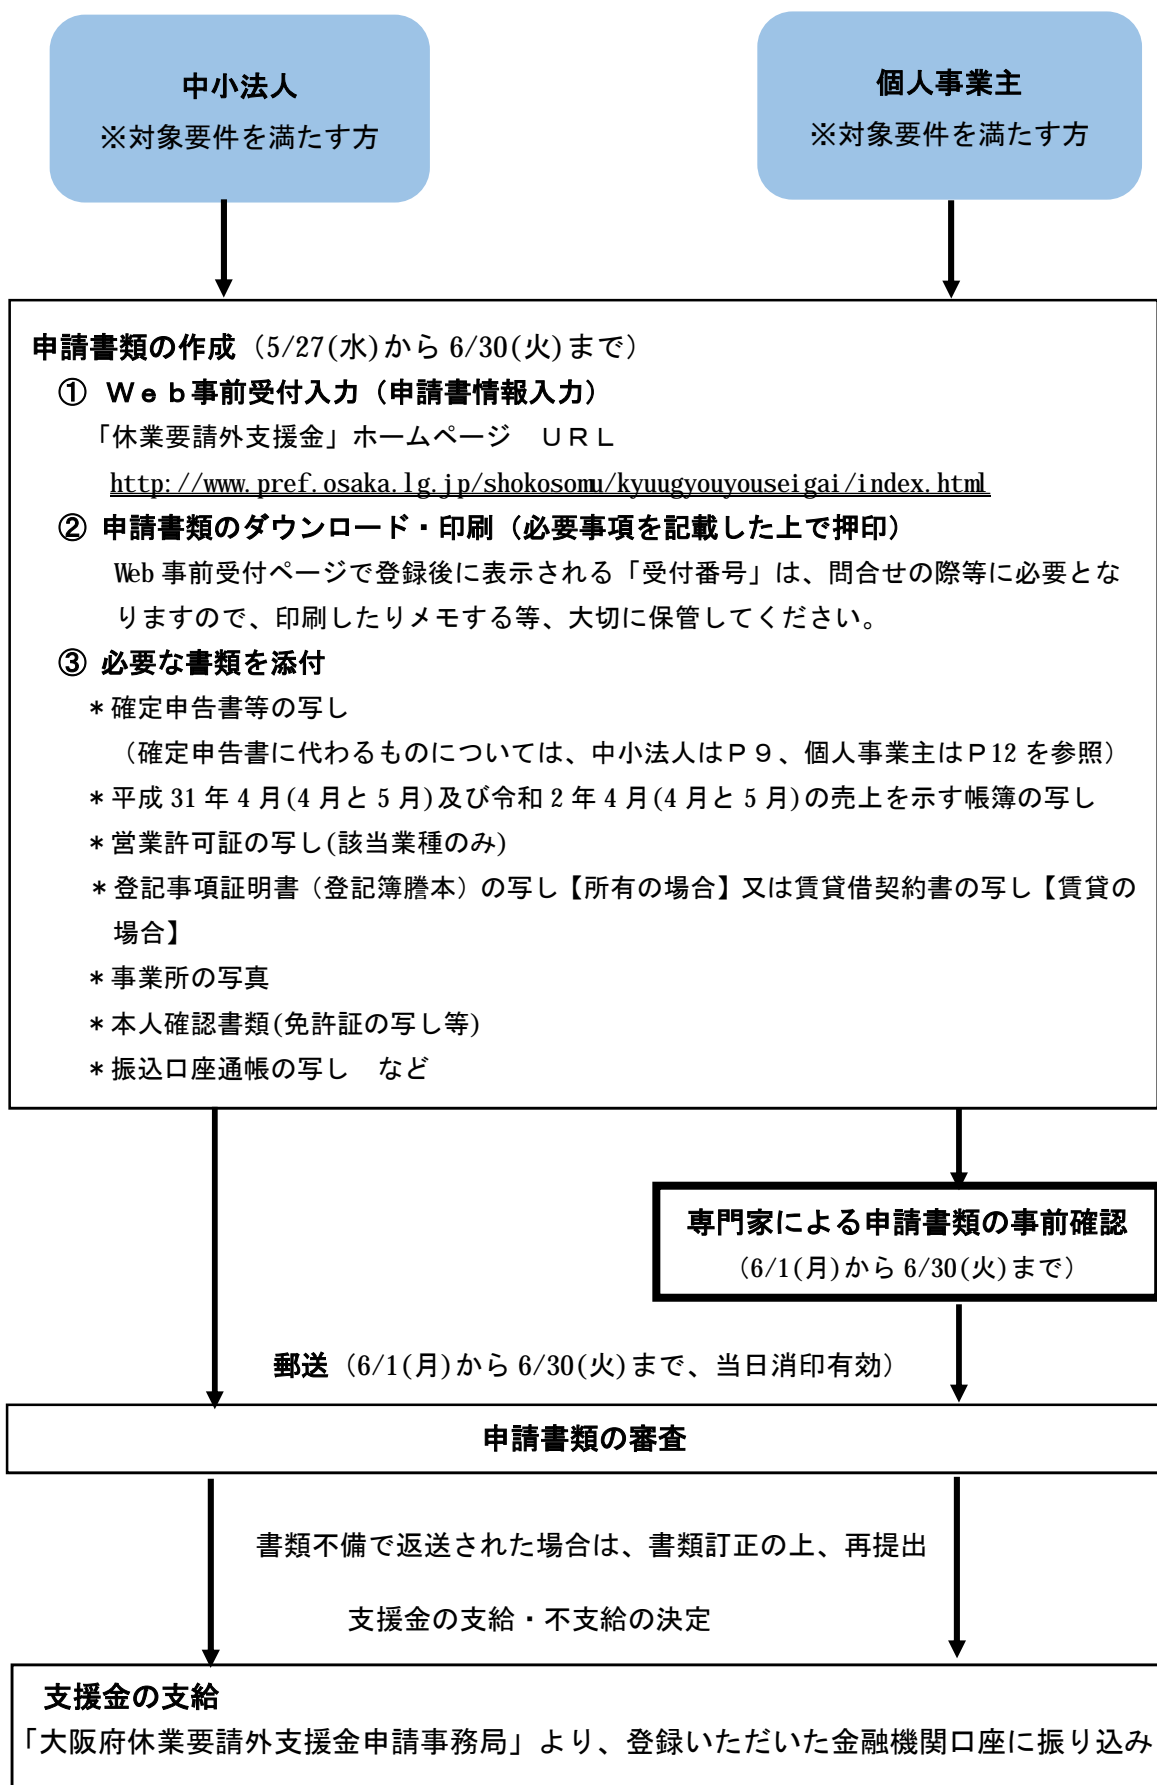 中小法人
※対象要件を満たす方
個人事業主
※対象要件を満たす方
申請書類の作成（5/27(水)から 6/30(火)まで）
① Ｗｅｂ事前受付入力（申請書情報入力）
「休業要請外支援金」ホームページ　ＵＲＬ
http://www.pref.osaka.lg.jp/shokosomu/kyuugyouyouseigai/index.html
② 申請書類のダウンロード・印刷（必要事項を記載した上で押印）
Web 事前受付ページで登録後に表示される「受付番号」は、問合せの際等に必要とな
りますので、印刷したりメモする等、大切に保管してください。
③ 必要な書類を添付
＊確定申告書等の写し
（確定申告書に代わるものについては、中小法人はＰ９、個人事業主はＰ12 を参照）
＊平成 31 年 4 月(4 月と 5 月)及び令和 2 年 4 月(4 月と 5 月)の売上を示す帳簿の写し
＊営業許可証の写し(該当業種のみ)
＊登記事項証明書（登記簿謄本）の写し【所有の場合】又は賃貸借契約書の写し【賃貸の
場合】
＊事業所の写真
＊本人確認書類(免許証の写し等)
＊振込口座通帳の写し　など
専門家による申請書類の事前確認
（6/1(月)から 6/30(火)まで）
郵送（6/1(月)から 6/30(火)まで、当日消印有効）
申請書類の審査
書類不備で返送された場合は、書類訂正の上、再提出
支援金の支給・不支給の決定
支援金の支給
「大阪府休業要請外支援金申請事務局」より、登録いただいた金融機関口座に振り込み